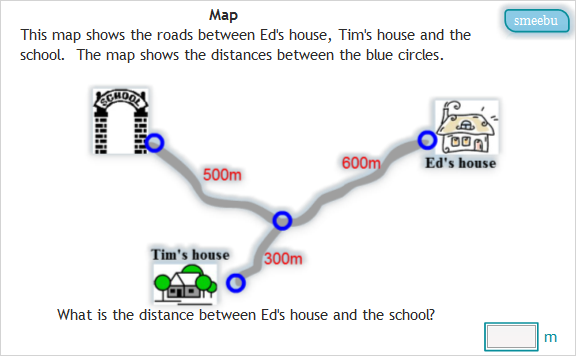 Map
smeebu
This map shows the roads between Ed's house, Tim's house and the
school. The map shows the distances between the blue circles.
SCHOOL
500m
600m
Ed's house
Tim's house
300m
What is the distance between Ed's house and the school?
m